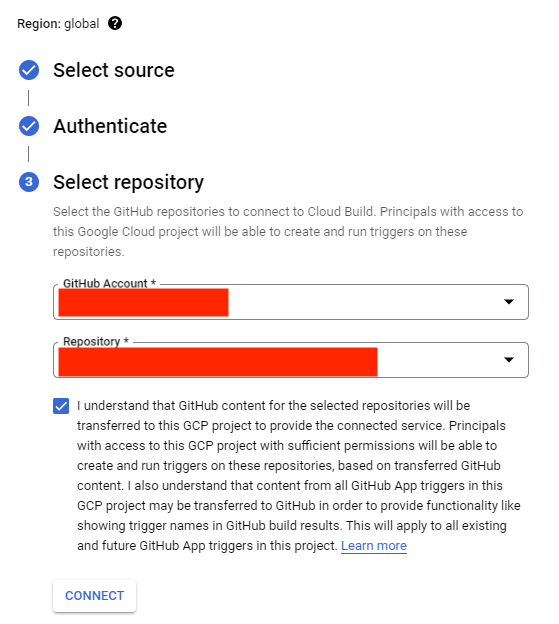 Region: global ?
Select source
Authenticate
3 Select repository
Select the GitHub repositories to connect to Cloud Build. Principals with access to
this Google Cloud project will be able to create and run triggers on these
repositories.
GitHub Account *
Repository *
I understand that GitHub content for the selected repositories will be
transferred to this GCP project to provide the connected service. Principals
with access to this GCP project with sufficient permissions will be able to
create and run triggers on these repositories, based on transferred GitHub
content. I also understand that content from all GitHub App triggers in this
GCP project may be transferred to GitHub in order to provide functionality like
showing trigger names in GitHub build results. This will apply to all existing
and future GitHub App triggers in this project. Learn more
CONNECT